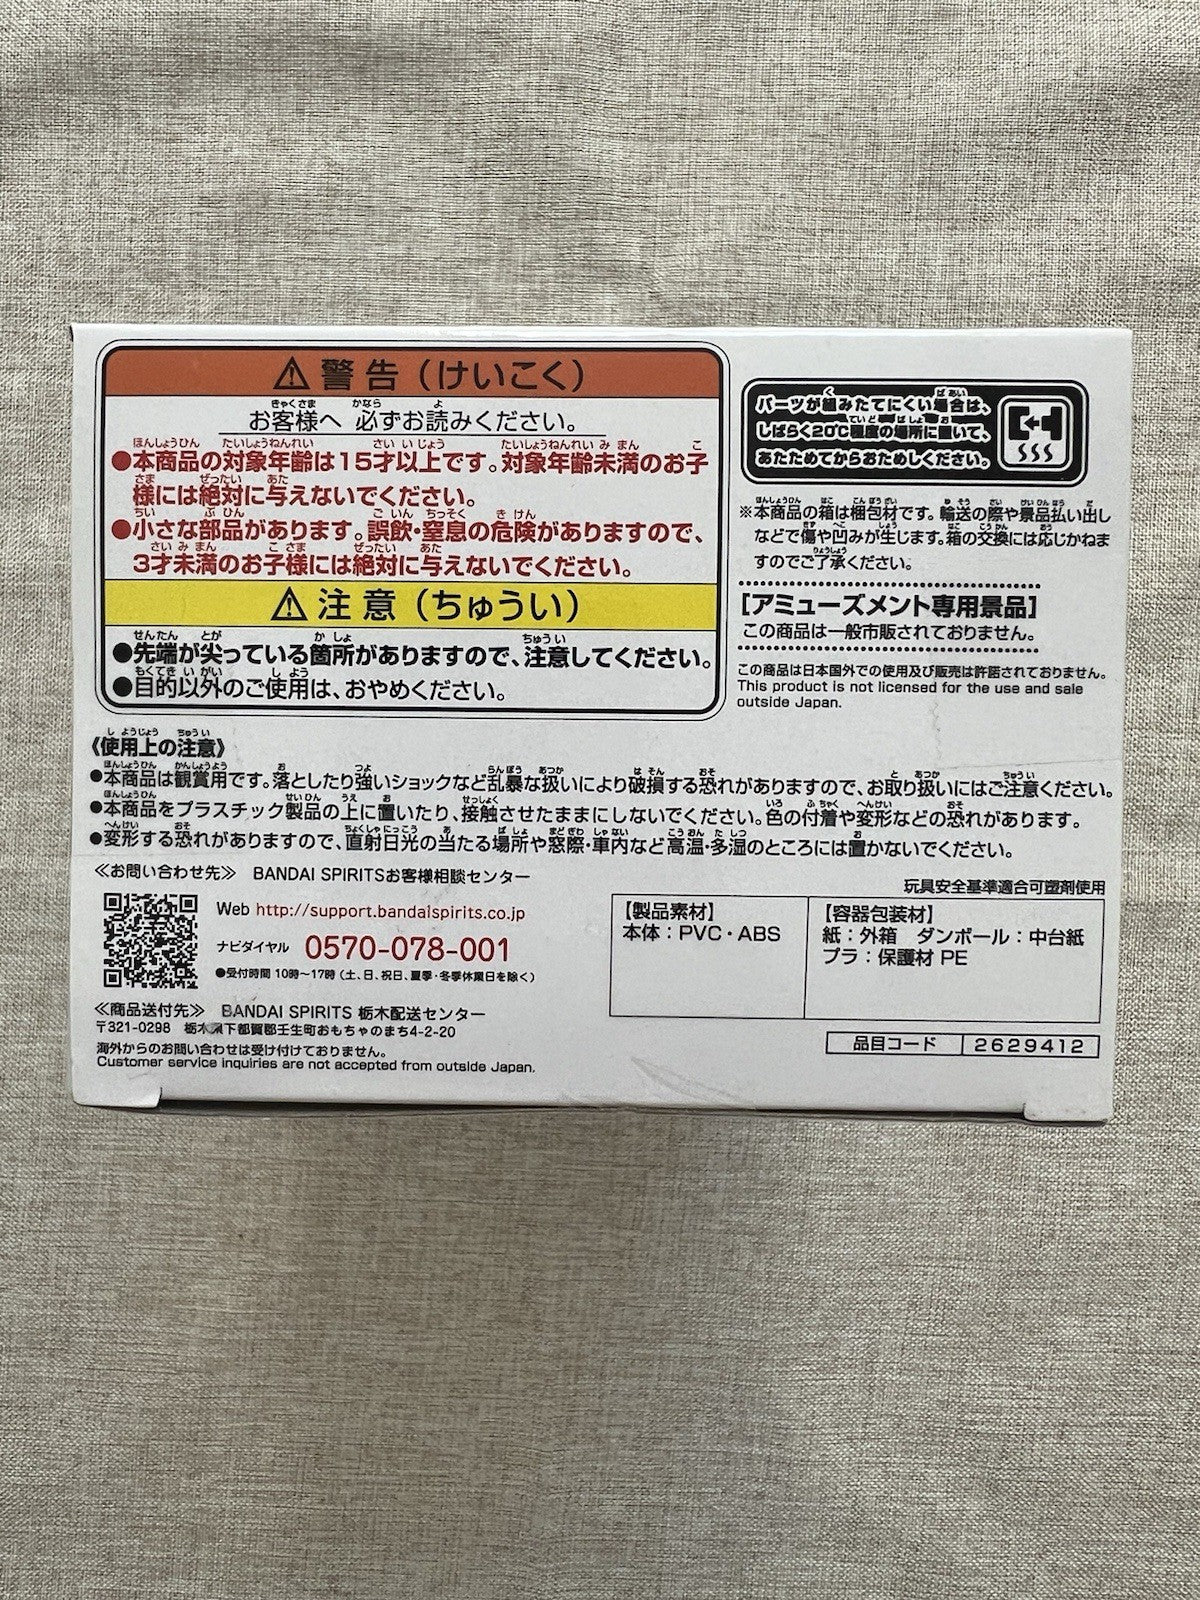 ⚠警告(けいこく)
お客様へ 必ずお読みください。
●本商品の対象年齢は15才以上です。対象年齢未満のお子
様には絶対に与えないでください。
●小さな部品があります。誤飲・窒息の危険がありますので、
3才未満のお子様には絶対に与えないでください。
⚠注意(ちゅうい)
●先端が尖っている箇所がありますので、注意してください。
●目的以外のご使用は、おやめください。
パーツが組みたてにくい場合は、
しばらく20℃程度の場所に置いて、
あたためてからおためしください。
※本商品の箱は梱包材です。輸送の際や景品払い出し
などで傷や凹みが生じます。箱の交換には応じかねま
すのでご了承ください。
[アミューズメント専用景品]
この商品は一般市販されておりません。
この商品は日本国外での使用及び販売は許諾されておりません。
This product is not licensed for the use and sale
outside Japan.
《使用上の注意》
●本商品は観賞用です。落としたり強いショックなど乱暴な扱いにより破損する恐れがありますので、お取り扱いにはご注意ください。
●本商品をプラスチック製品の上に置いたり、接触させたままにしないでください。色の付着や変形などの恐れがあります。
●変形する恐れがありますので、直射日光の当たる場所や窓際・車内など高温・多湿のところには置かないでください。
≪お問い合わせ先≫ BANDAI SPIRITSお客様相談センター
Web http://support.bandaispirits.co.jp
ナビダイヤル 0570-078-001
●受付時間 10時～17時(土、日、祝日、夏季・冬季休業日を除く)
≪商品送付先≫ BANDAI SPIRITS 栃木配送センター
〒321-0298 栃木県下都賀郡壬生町おもちゃのまち4-2-20
海外からのお問い合わせは受け付けておりません。
Customer service inquiries are not accepted from outside Japan.
玩具安全基準適合可塑剤使用
【製品素材】
本体：PVC・ABS
【容器包装材】
紙：外箱 ダンボール：中台紙
プラ：保護材 PE
品目コード 2629412